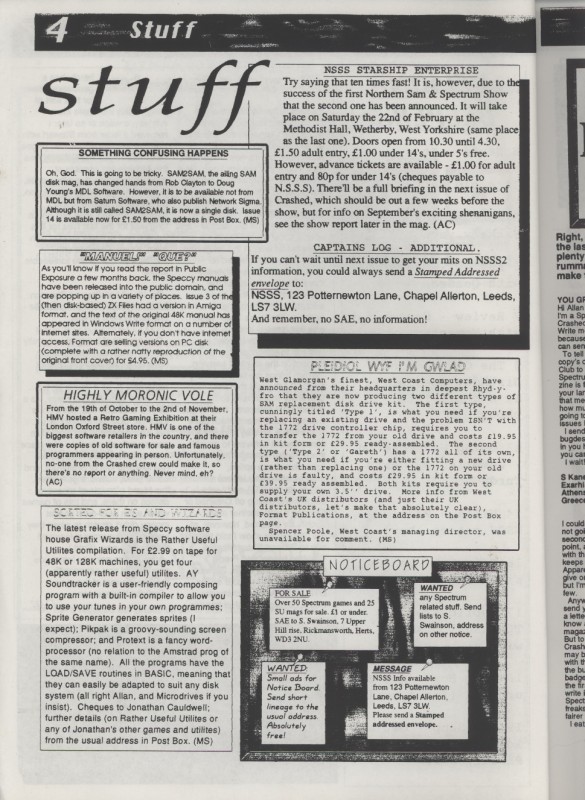 4 Stuff
stuff
SOMETHING CONFUSING HAPPENS
Oh, God. This is going to be tricky. SAM2SAM, the ailing SAM
disk mag, has changed hands from Rob Clayton to Doug
Young's MDL Software. However, it is to be available not from
MDL but from Saturn Software, who also publish Network Sigma.
Although it is still called SAM2SAM, it is now a single disk. Issue
14 is available now for £1.50 from the address in Post Box. (MS)
"MANUEL!" "QUE?"
As you'll know if you read the report in Public
Exposure a few months back, the Speccy manuals
have been released into the public domain, and
are popping up in a variety of places. Issue 3 of the
(then disk-based) ZX Files had a version in Amiga
format, and the text of the original 48K manual has
appeared in Windows Write format on a number of
Internet sites. Alternately, if you don't have internet
access, Format are selling versions on PC disk
(complete with a rather natty reproduction of the
original front cover) for £4.95. (MS)
HIGHLY MORONIC VOLE
From the 19th of October to the 2nd of November,
HMV hosted a Retro Gaming Exhibition at their
London Oxford Street store. HMV is one of the
biggest software retailers in the country, and there
were copies of old software for sale and famous
programmers appearing in person. Unfortunately,
no-one from the Crashed crew could make it, so
there's no report or anything. Never mind, eh?
(AC)
SORTED FOR ES AND WIZARDS
The latest release from Speccy software
house Grafix Wizards is the Rather Useful
Utilites compilation. For £2.99 on tape for
48K or 128K machines, you get four
(apparently rather useful) utilities. AY
Soundtracker is a user-friendly composing
program with a built-in compiler to allow you
to use your tunes in your own programmes;
Sprite Generator generates sprites (I
expect); Pikpak is a groovy-sounding screen
compressor; and Protext is a fancy word-
processor (no relation to the Amstrad prog of
the same name). All the programs have the
LOAD/SAVE routines in BASIC, meaning that
they can easily be adapted to suit any disk
system (all right Allan, and Microdrives if you
insist). Cheques to Jonathan Cauldwell;
further details (on Rather Useful Utilites or
any of Jonathan's other games and utilites)
from the usual address in Post Box. (MS)
NSSS STARSHIP ENTERPRISE
Try saying that ten times fast! It is, however, due to the
success of the first Northern Sam & Spectrum Show
that the second one has been announced. It will take
place on Saturday the 22nd of February at the
Methodist Hall, Wetherby, West Yorkshire (same place
as the last one). Doors open from 10.30 until 4.30,
£1.50 adult entry, £1.00 under 14's, under 5's free.
However, advance tickets are available - £1.00 for adult
entry and 80p for under 14's (cheques payable to
N.S.S.S). There'll be a full briefing in the next issue of
Crashed, which should be out a few weeks before the
show, but for info on September's exciting shenanigans,
see the show report later in the mag. (AC)
CAPTAINS LOG - ADDITIONAL.
If you can't wait until next issue to get your mits on NSSS2
information, you could always send a Stamped Addressed
envelope to:
NSSS, 123 Potternewton Lane, Chapel Allerton, Leeds,
LS7 3LW.
And remember, no SAE, no information!
PLEIDIOL WYF I'M GWLAD
West Glamorgan's finest, West Coast Computers, have
announced from their headquarters in deepest Rhyd-y-
fro that they are now producing two different types of
SAM replacement disk drive kit. The first type,
cunningly titled 'Type 1', is what you need if you're
replacing an existing drive and the problem ISN'T with
the 1772 driver chip, requires you to
transfer the 1772 from your old drive and costs £19.95
in kit form or £29.95 ready-assembled. The second
type ('Type 2' or 'Gareth') has a 1772 all of its own,
is what you need if you're either fitting a new drive
(rather than replacing one) or the 1772 on your old
drive is faulty, and costs £29.95 in kit form or
£39.95 ready assembled. Both kits require you to
supply your own 3.5'' drive. More info from West
Coast's UK distributors (and just their UK
distributors, let's make that absolutely clear),
Format Publications, at the address on the Post Box
page.
Spencer Poole, West Coast's managing director, was
unavailable for comment. (MS)
NOTICEBOARD
FOR SALE
Over 50 Spectrum games and 25
SU mags for sale. £1 or under.
SAE to S. Swainson, 7 Upper
Hill rise, Rickmansworth, Herts,
WD3 2NU.
WANTED
any Spectrum
related stuff. Send
lists to S.
Swainson, address
on other notice.
WANTED
Small ads for
Notice Board.
Send short
lineage to the
usual address.
Absolutely
free!
MESSAGE
NSSS Info available
from 123 Potternewton
Lane, Chapel Allerton,
Leeds, LS7 3LW.
Please send a Stamped
addressed envelope.
Right,
the las
plenty
rumma
make